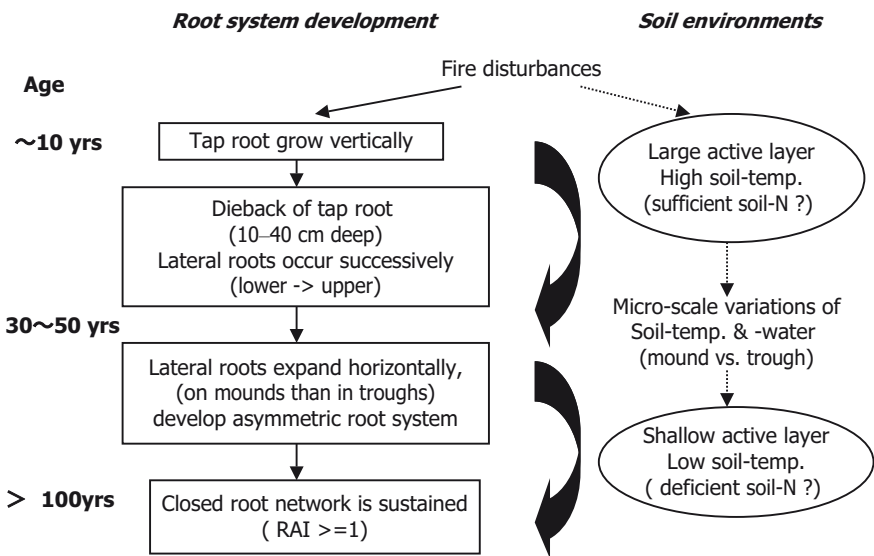 Root system development
Soil environments
Age
Fire disturbances
～10 yrs
Tap root grow vertically
Large active layer
High soil-temp.
(sufficient soil-N ?)
Dieback of tap root
(10–40 cm deep)
Lateral roots occur successively
(lower -> upper)
30～50 yrs
Micro-scale variations of
Soil-temp. & -water
(mound vs. trough)
Lateral roots expand horizontally,
(on mounds than in troughs)
develop asymmetric root system
Shallow active layer
Low soil-temp.
( deficient soil-N ?)
＞ 100yrs
Closed root network is sustained
( RAI >=1)